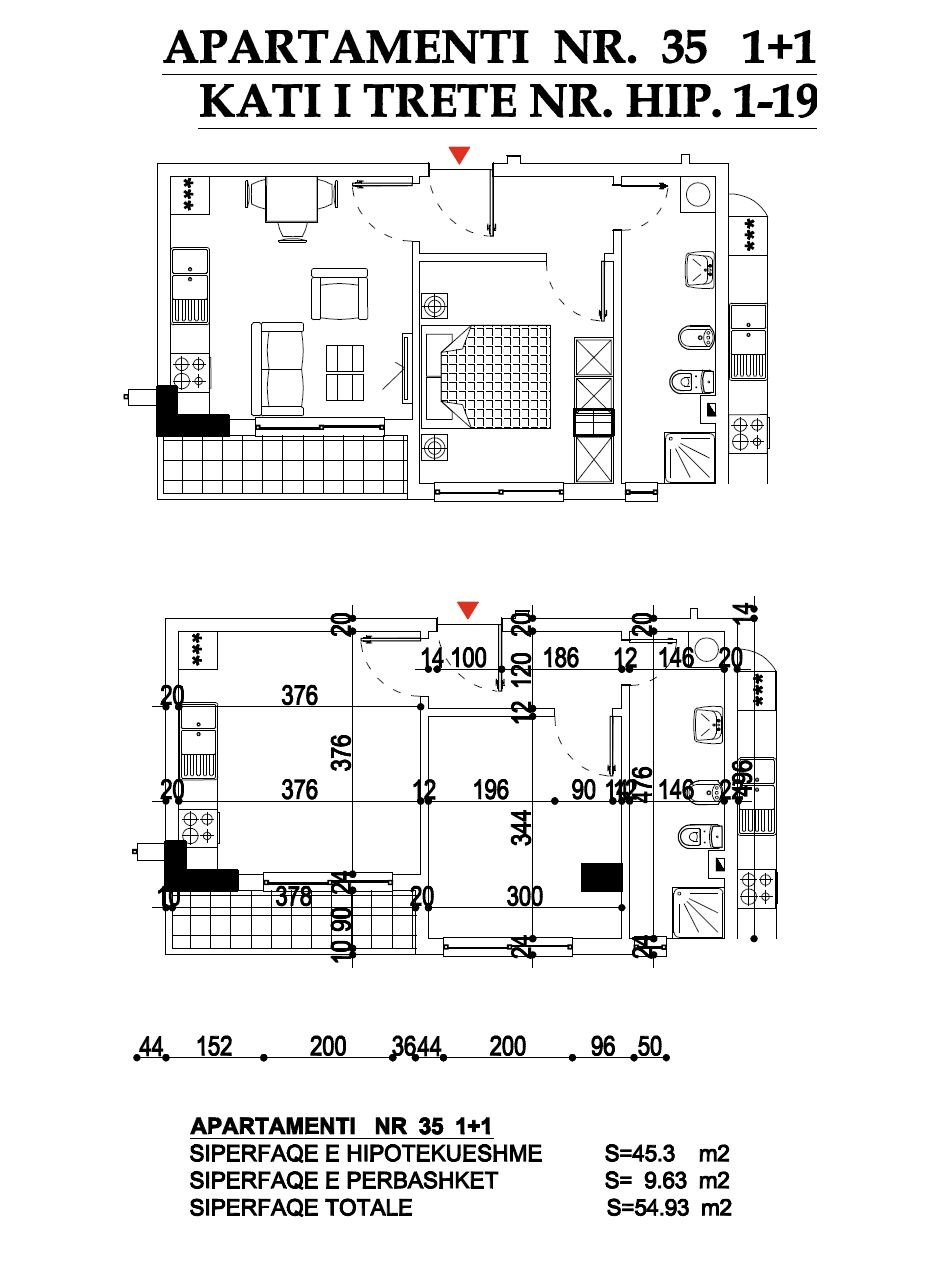 APARTAMENTI NR. 35 1+1
KATI I TRETE NR. HIP. 1-19
***
***
20 20 20 14
14 100 120 186 12 146 20
***
***
20 376 12
376
20 376 12 196 90 476 146 496
344
24
10 378 20 300
90
10 24 24
44 152 200 36 44 200 96 50
APARTAMENTI NR 35 1+1
SIPERFAQE E HIPOTEKUESHME S=45.3 m2
SIPERFAQE E PERBASHKET S= 9.63 m2
SIPERFAQE TOTALE S=54.93 m2